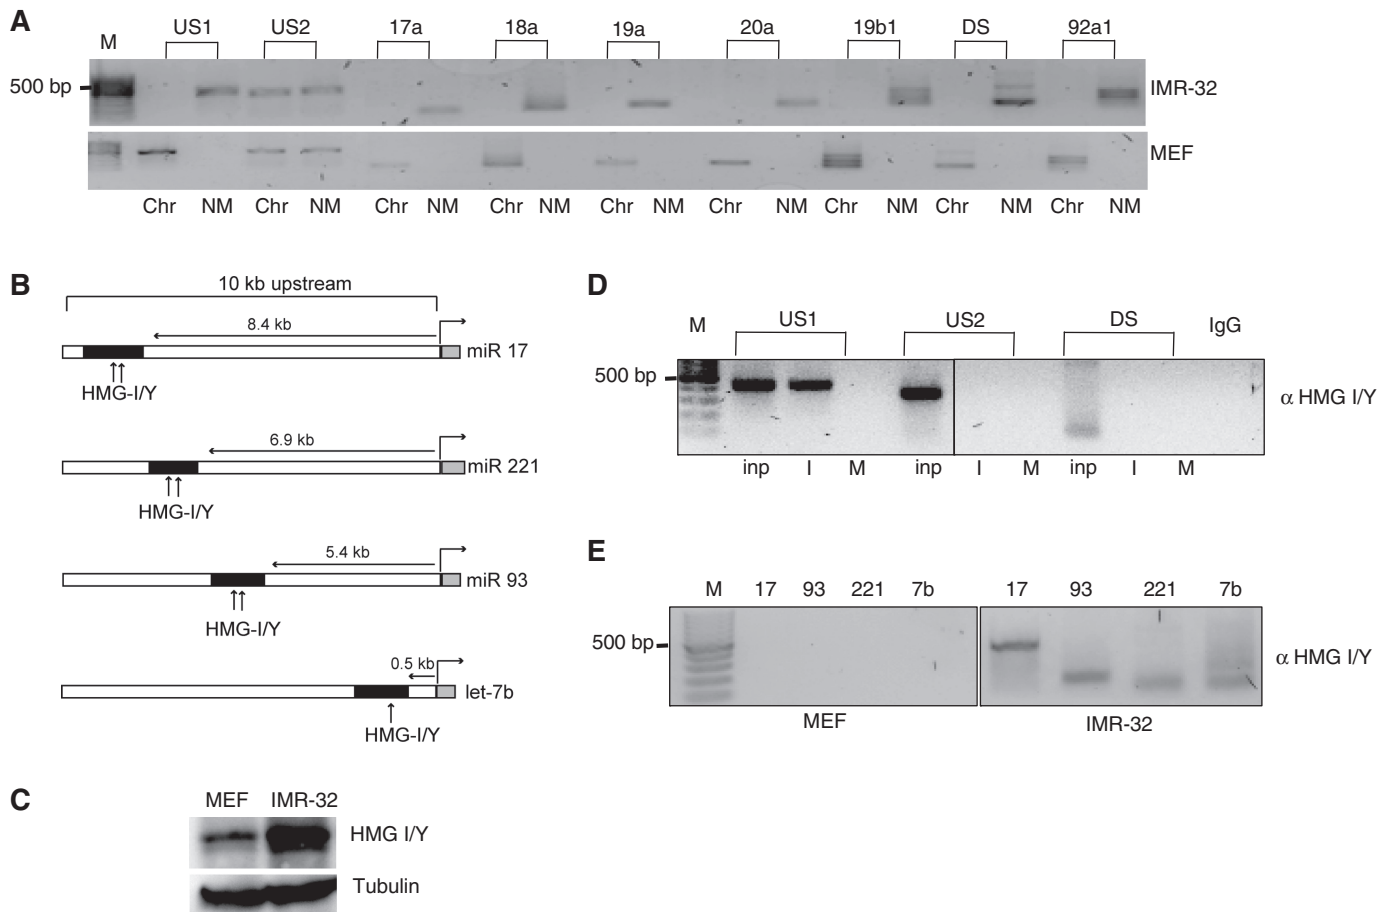 A
M US1 US2 17a 18a 19a 20a 19b1 DS 92a1
500 bp
IMR-32
MEF
Chr NM Chr NM Chr NM Chr NM Chr NM Chr NM Chr NM Chr NM Chr NM
B
10 kb upstream
8.4 kb
miR 17
HMG-I/Y
6.9 kb
miR 221
HMG-I/Y
5.4 kb
miR 93
HMG-I/Y
0.5 kb
let-7b
HMG-I/Y
C
MEF IMR-32
HMG I/Y
Tubulin
D
M US1 US2 DS IgG
500 bp
α HMG I/Y
inp I M inp I M inp I M
E
M 17 93 221 7b 17 93 221 7b
500 bp
α HMG I/Y
MEF IMR-32